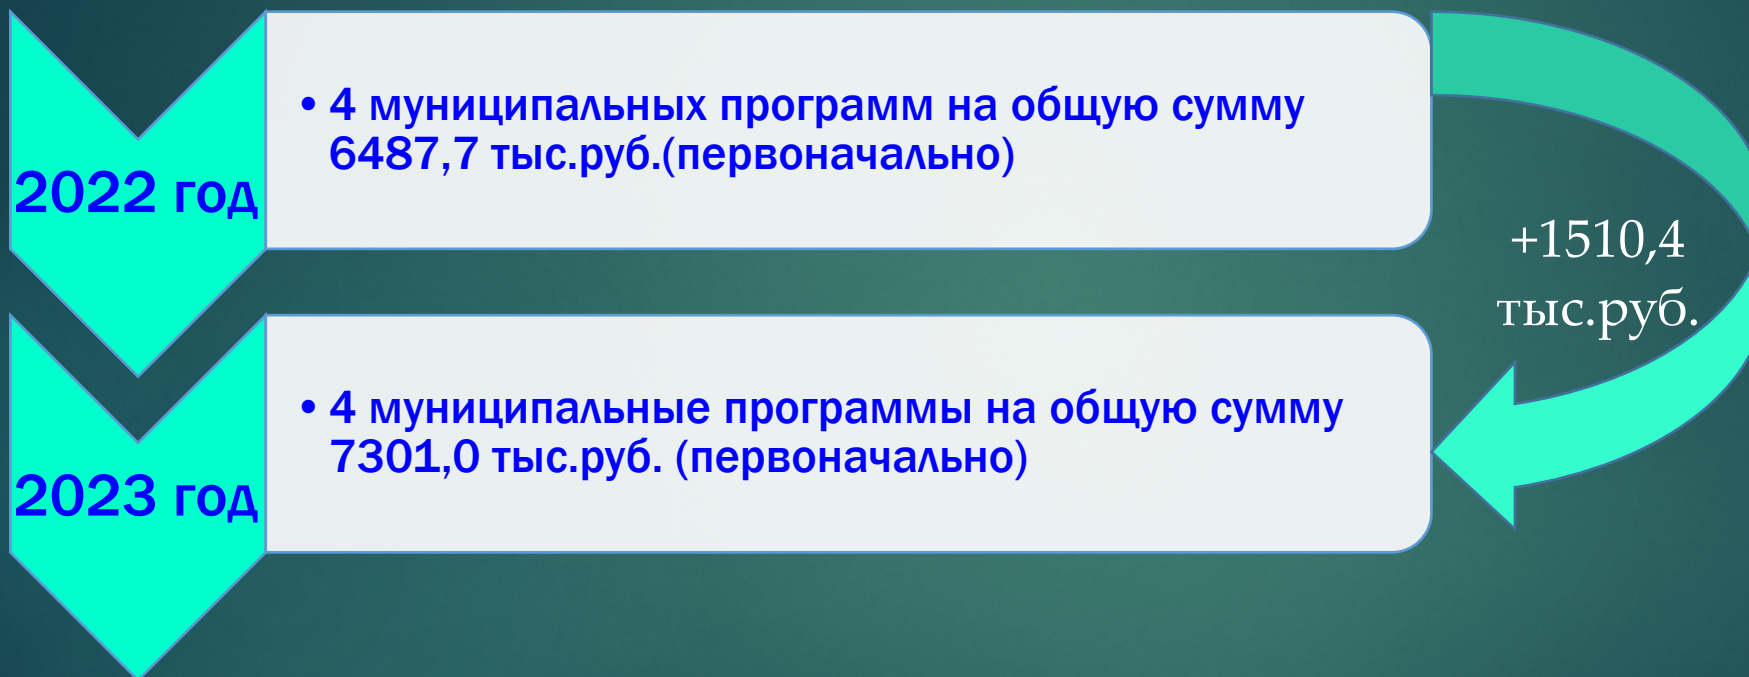 2022 год
• 4 муниципальных программ на общую сумму
6487,7 тыс.руб.(первоначально)
+1510,4
тыс.руб.
2023 год
• 4 муниципальные программы на общую сумму
7301,0 тыс.руб. (первоначально)